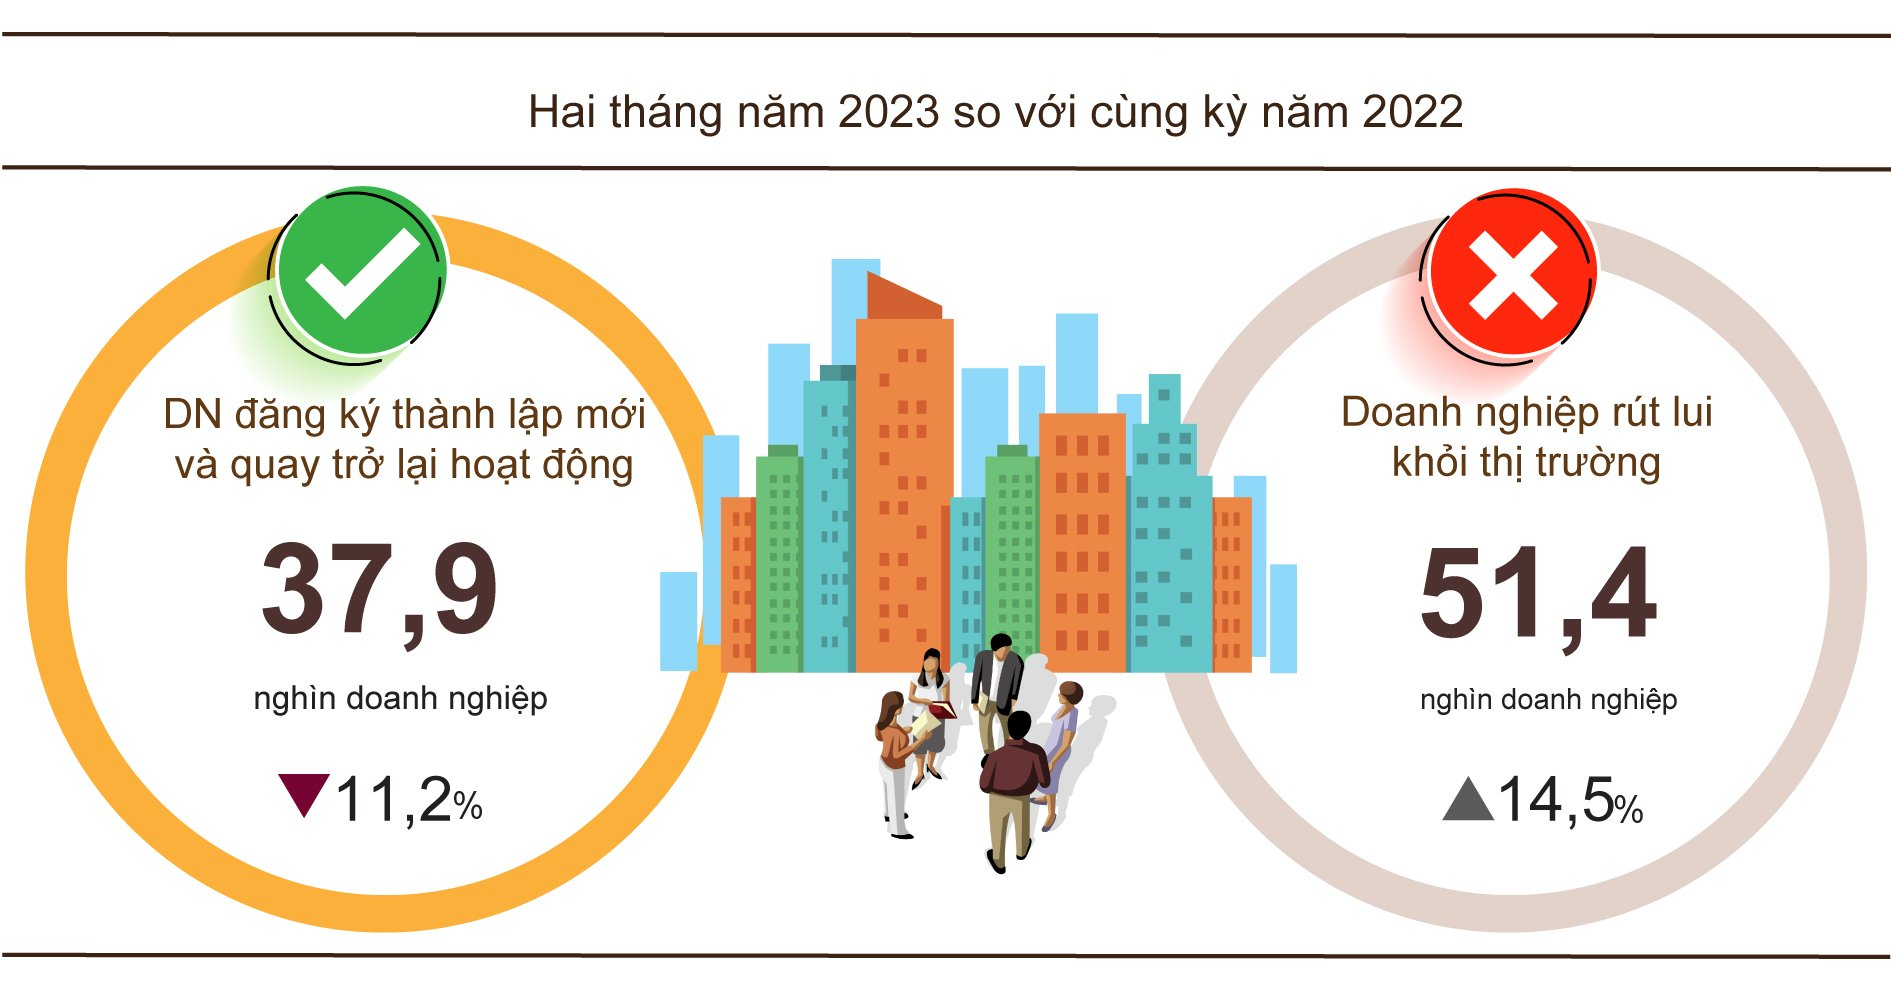 Hai tháng năm 2023 so với cùng kỳ năm 2022
DN đăng ký thành lập mới
và quay trở lại hoạt động
37,9
nghìn doanh nghiệp
▼11,2%
Doanh nghiệp rút lui
khỏi thị trường
51,4
nghìn doanh nghiệp
▲14,5%